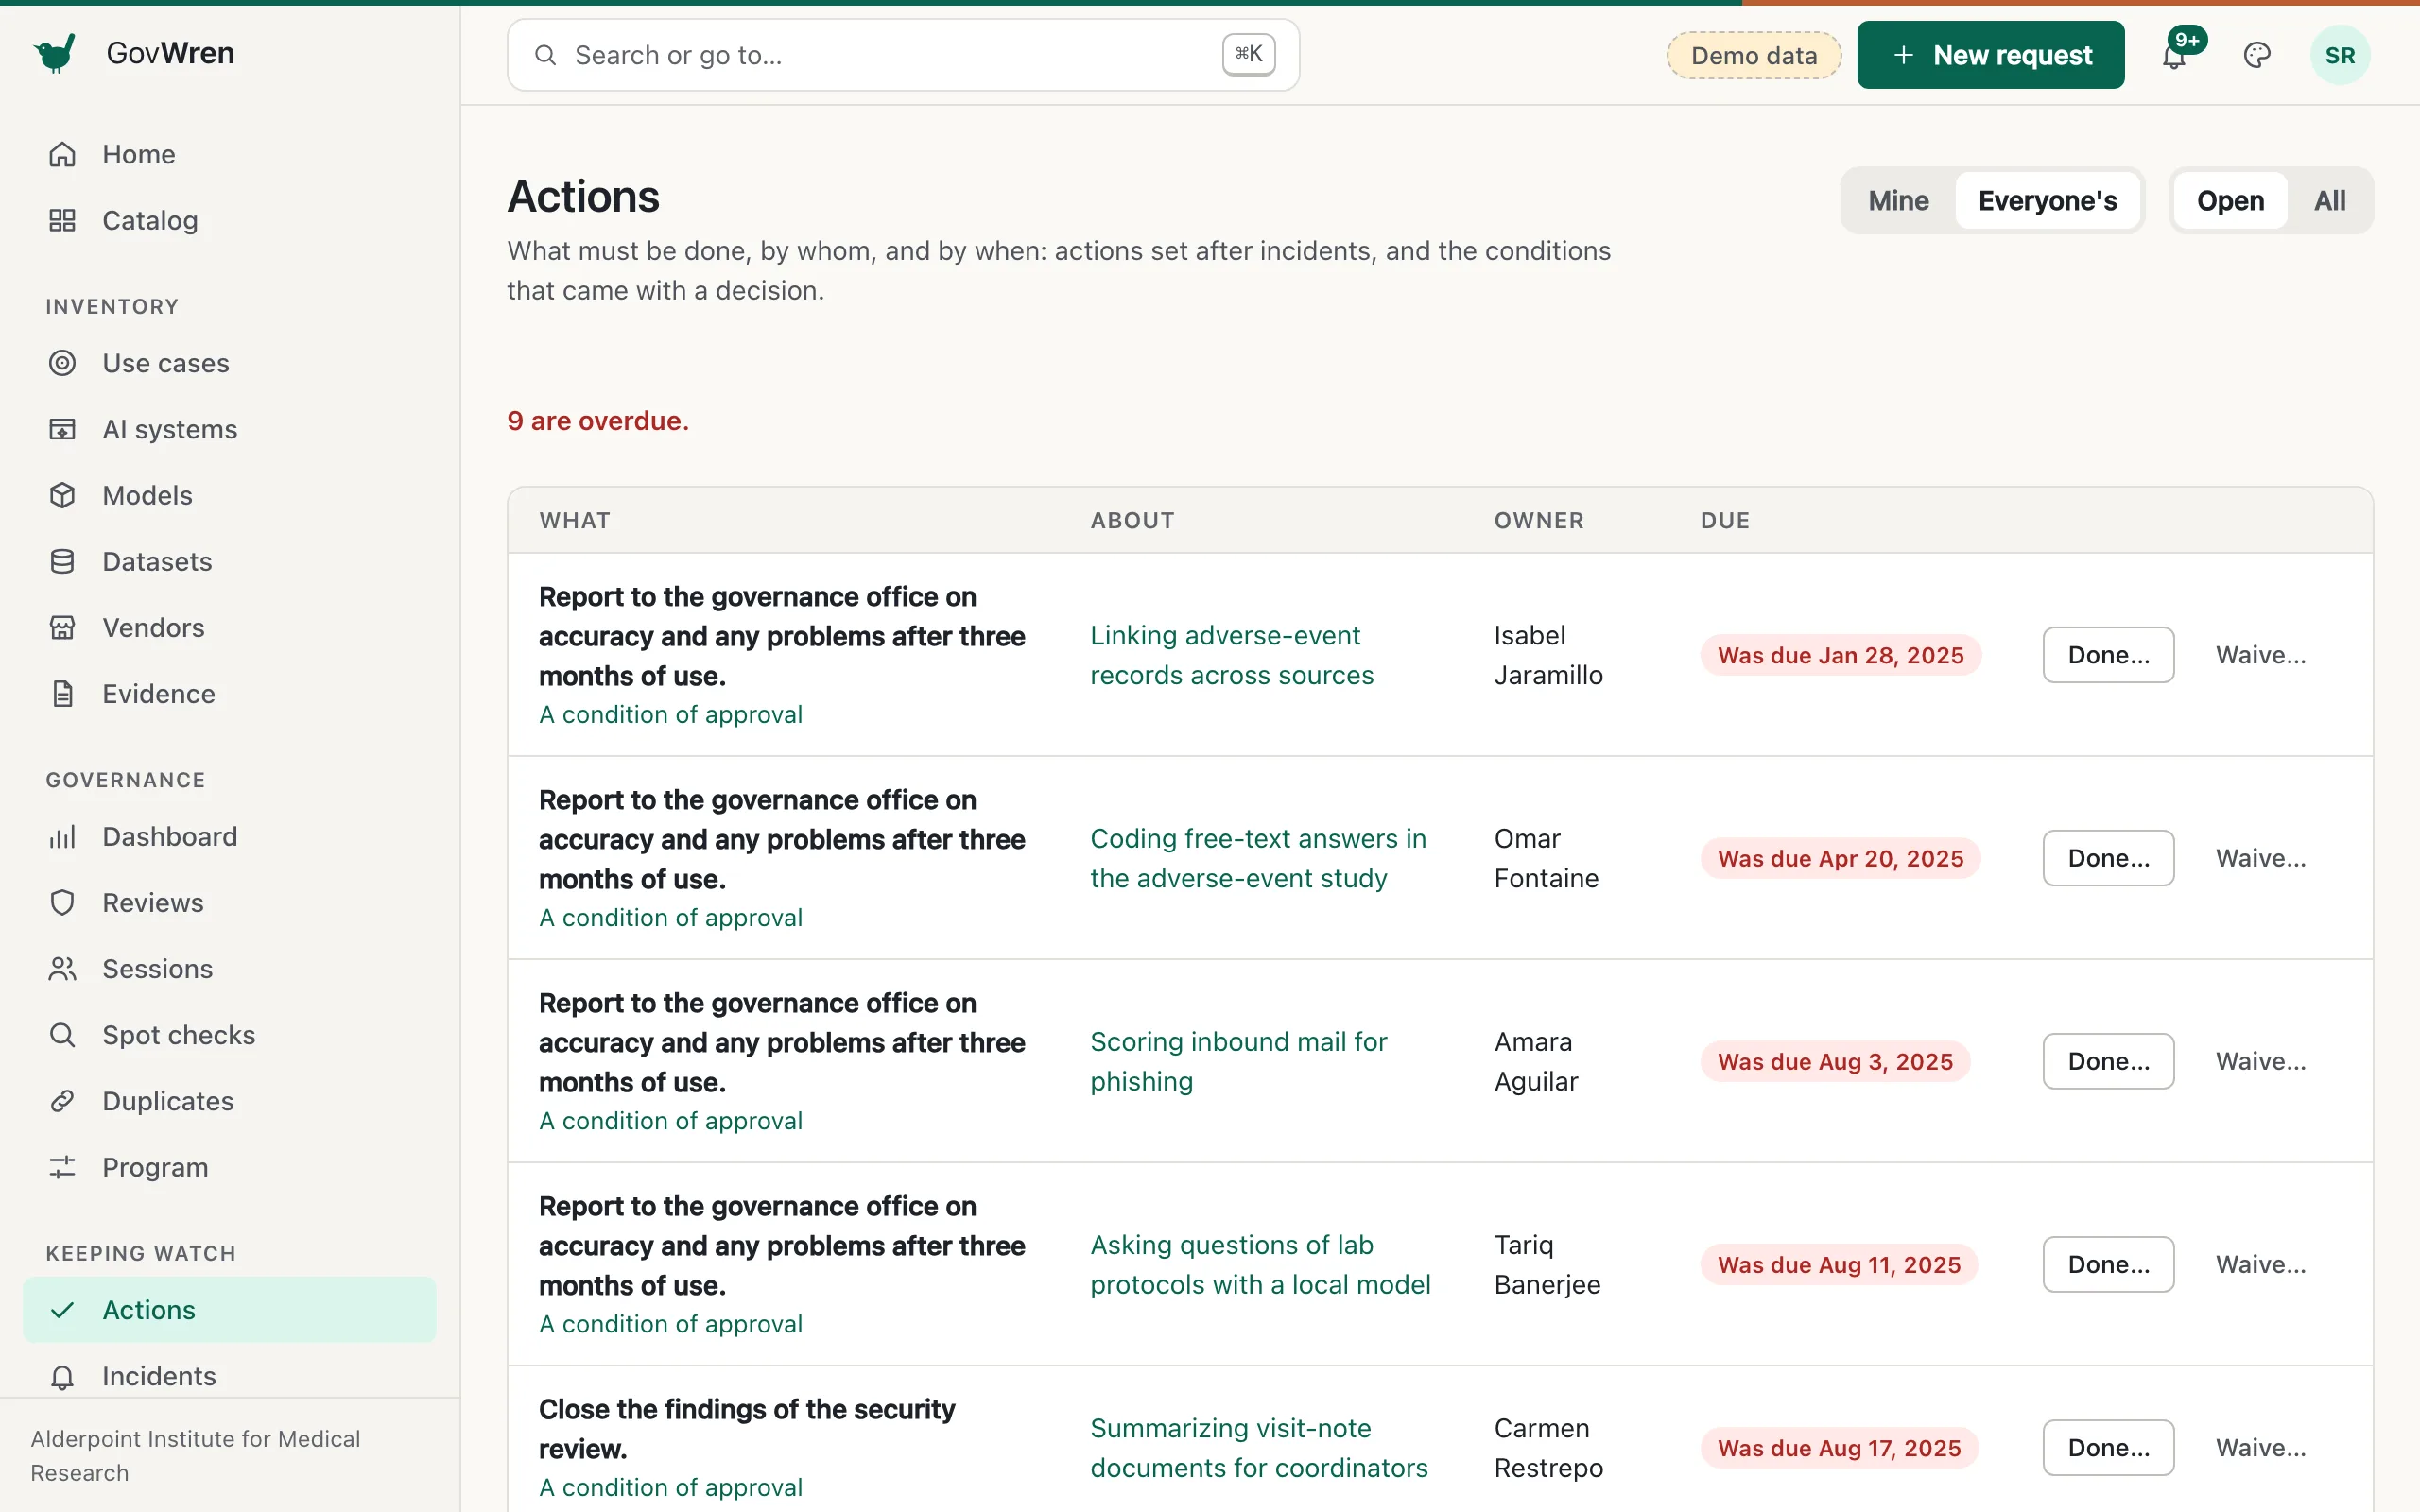 GovWren
Search or go to...
⌘K
Demo data
+ New request
9+
SR
Home
Catalog
INVENTORY
Use cases
AI systems
Models
Datasets
Vendors
Evidence
GOVERNANCE
Dashboard
Reviews
Sessions
Spot checks
Duplicates
Program
KEEPING WATCH
Actions
Incidents
Alderpoint Institute for Medical
Research
Actions
What must be done, by whom, and by when: actions set after incidents, and the conditions
that came with a decision.
Mine
Everyone's
Open
All
9 are overdue.
WHAT
ABOUT
OWNER
DUE
Report to the governance office on
accuracy and any problems after three
months of use.
A condition of approval
Linking adverse-event
records across sources
Isabel
Jaramillo
Was due Jan 28, 2025
Done...
Waive...
Report to the governance office on
accuracy and any problems after three
months of use.
A condition of approval
Coding free-text answers in
the adverse-event study
Omar
Fontaine
Was due Apr 20, 2025
Done...
Waive...
Report to the governance office on
accuracy and any problems after three
months of use.
A condition of approval
Scoring inbound mail for
phishing
Amara
Aguilar
Was due Aug 3, 2025
Done...
Waive...
Report to the governance office on
accuracy and any problems after three
months of use.
A condition of approval
Asking questions of lab
protocols with a local model
Tariq
Banerjee
Was due Aug 11, 2025
Done...
Waive...
Close the findings of the security
review.
A condition of approval
Summarizing visit-note
documents for coordinators
Carmen
Restrepo
Was due Aug 17, 2025
Done...
Waive...